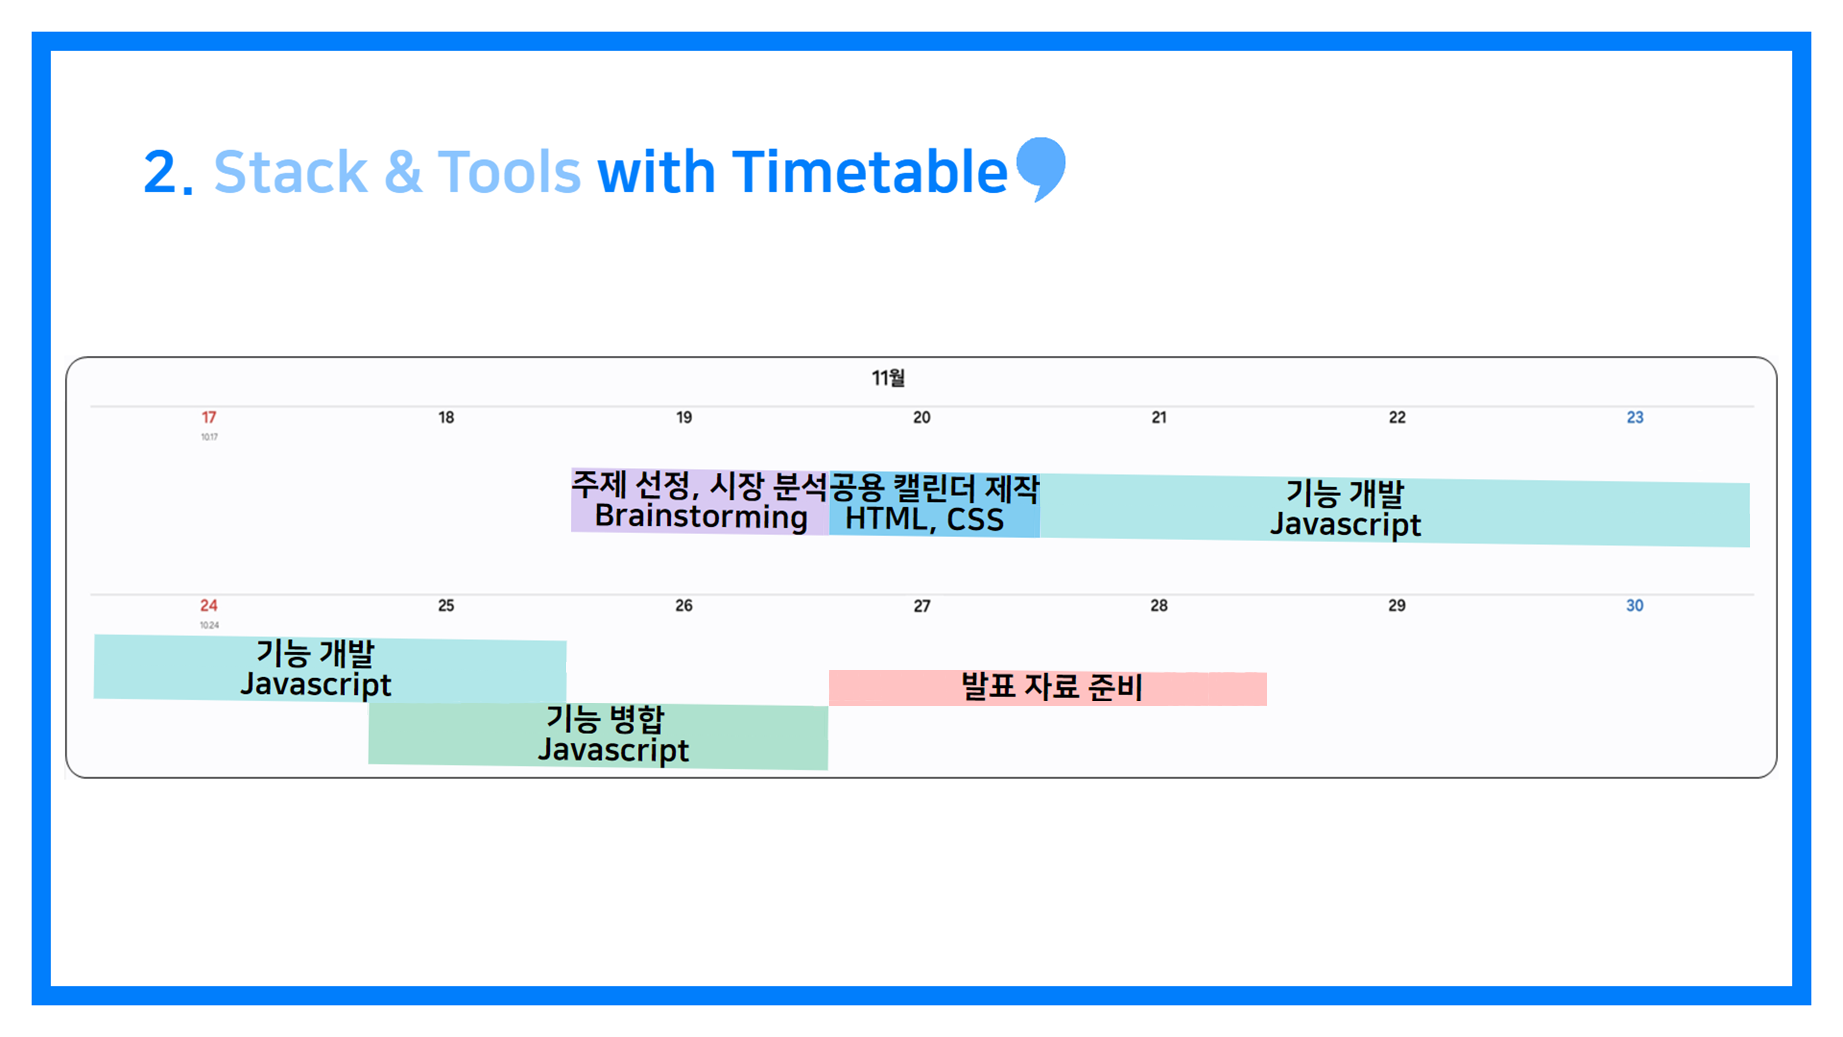 2. Stack & Tools with Timetable
11월
17 18 19 20 21 22 23
10.17
주제 선정, 시장 분석 공용 캘린더 제작 기능 개발
Brainstorming HTML, CSS Javascript
24 25 26 27 28 29 30
10.24
기능 개발
Javascript
발표 자료 준비
기능 병합
Javascript